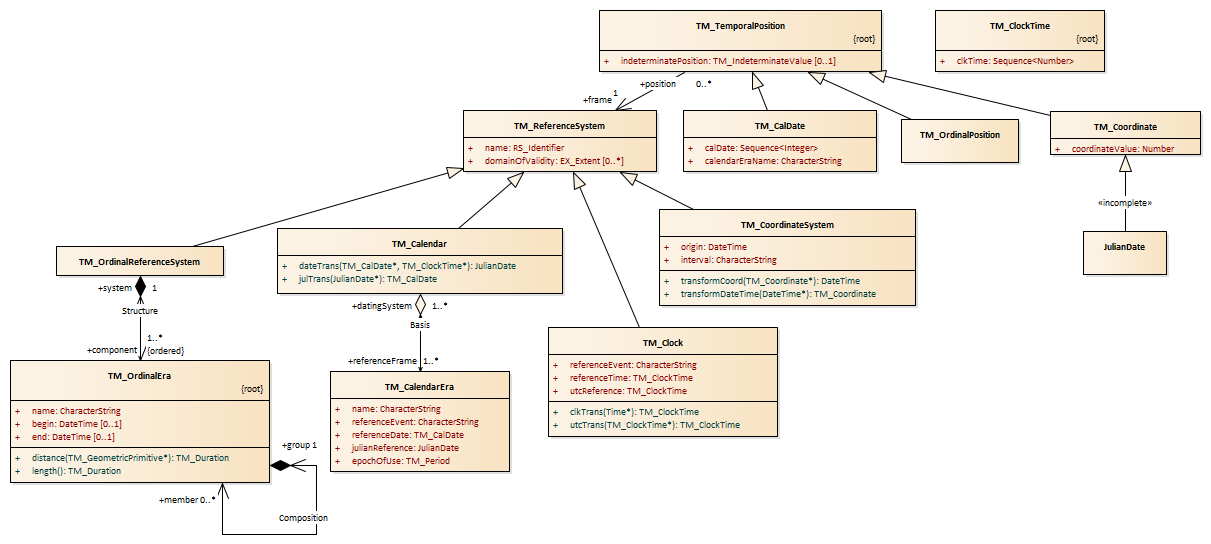 TM_TemporalPosition
{root}
+ indeterminatePosition: TM_IndeterminateValue [0..1]
TM_ClockTime
{root}
+ clkTime: Sequence<Number>
+position
0..*
1
+frame
TM_ReferenceSystem
+ name: RS_Identifier
+ domainOfValidity: EX_Extent [0..*]
TM_CalDate
+ calDate: Sequence<Integer>
+ calendarEraName: CharacterString
TM_OrdinalPosition
TM_Coordinate
+ coordinateValue: Number
«incomplete»
JulianDate
TM_OrdinalReferenceSystem
TM_Calendar
+ dateTrans(TM_CalDate*, TM_ClockTime*): JulianDate
+ julTrans(JulianDate*): TM_CalDate
TM_CoordinateSystem
+ origin: DateTime
+ interval: CharacterString
+ transformCoord(TM_Coordinate*): DateTime
+ transformDateTime(DateTime*): TM_Coordinate
+system 1
Structure
1..*
+component {ordered}
+datingSystem 1..*
Basis
+referenceFrame 1..*
TM_Clock
+ referenceEvent: CharacterString
+ referenceTime: TM_ClockTime
+ utcReference: TM_ClockTime
+ clkTrans(Time*): TM_ClockTime
+ utcTrans(TM_ClockTime*): TM_ClockTime
TM_OrdinalEra
{root}
+ name: CharacterString
+ begin: DateTime [0..1]
+ end: DateTime [0..1]
+ distance(TM_GeometricPrimitive*): TM_Duration
+ length(): TM_Duration
TM_CalendarEra
+ name: CharacterString
+ referenceEvent: CharacterString
+ referenceDate: TM_CalDate
+ julianReference: JulianDate
+ epochOfUse: TM_Period
+group 1
+member 0..*
Composition